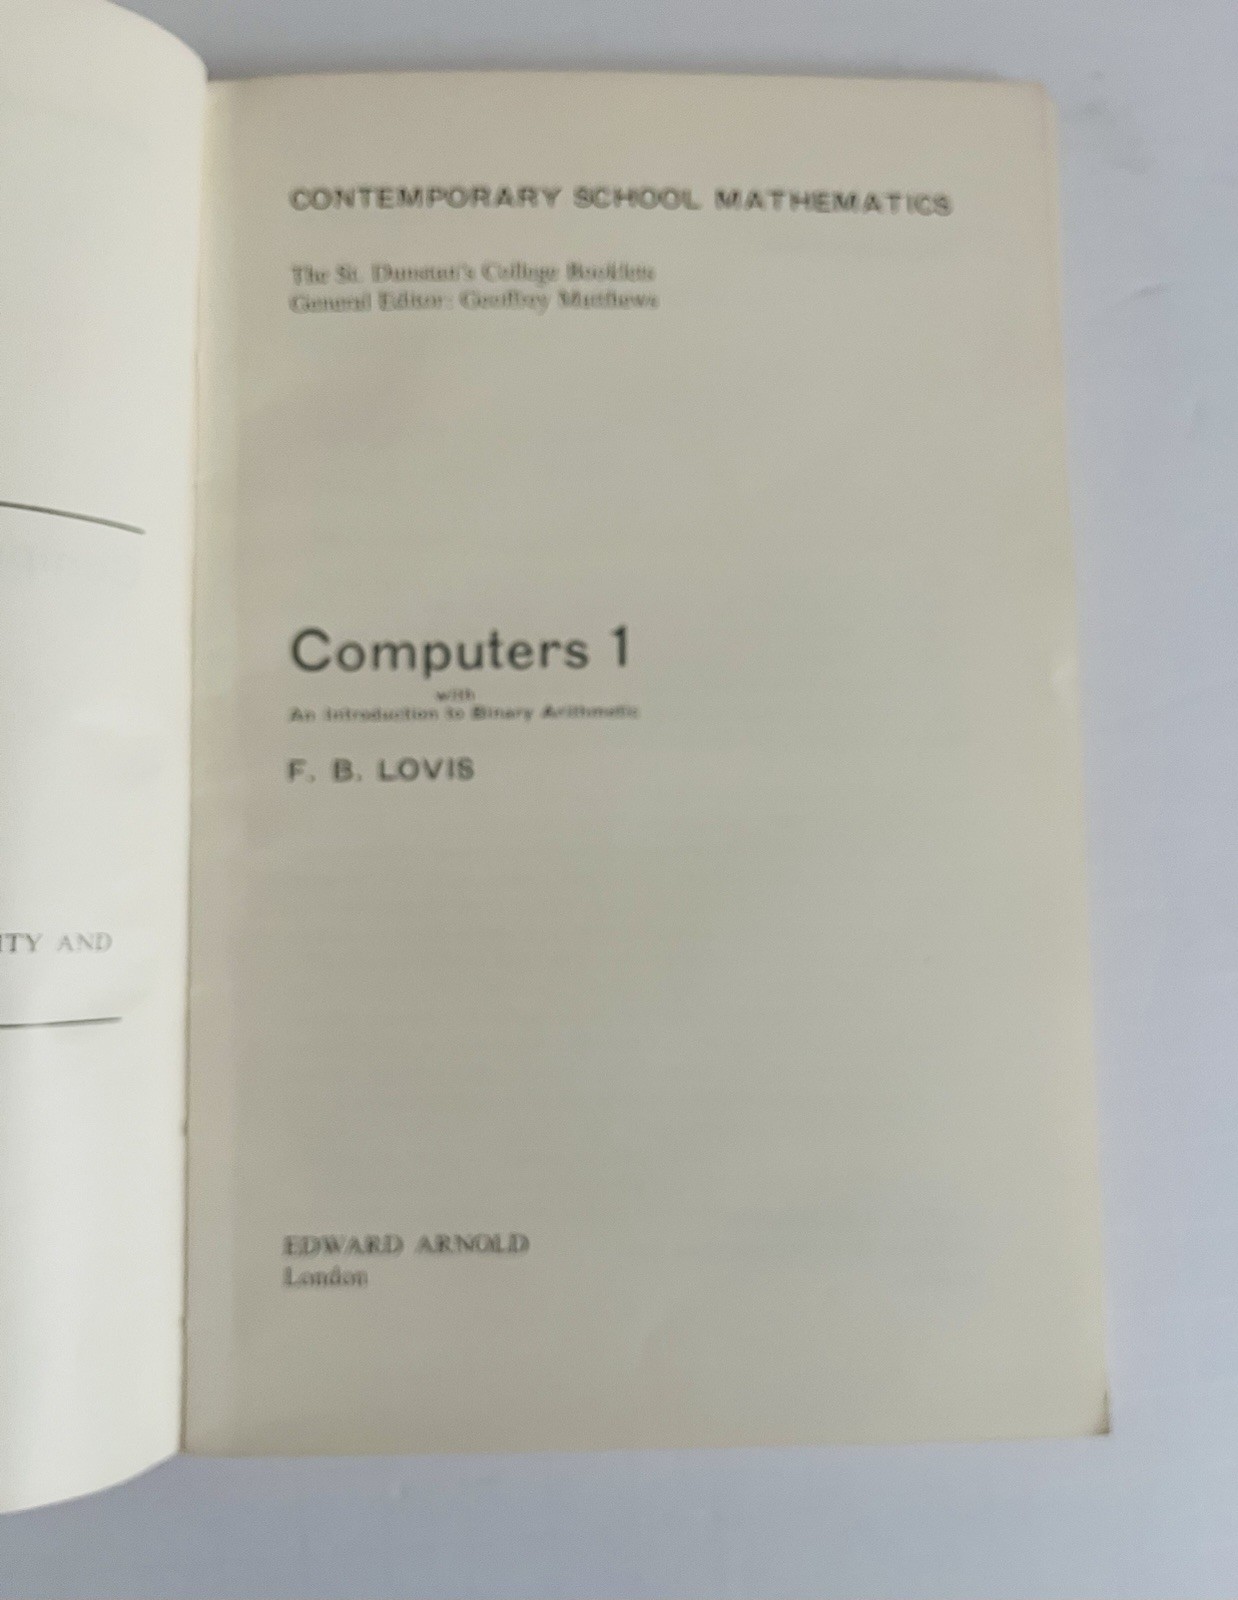 ITY AND
CONTEMPORARY SCHOOL MATHEMATICS
The St. Dunstan's College Booklets
General Editor: Geoffrey Matthews
Computers 1
with
An Introduction to Binary Arithmetic
F. B. LOVIS
EDWARD ARNOLD
London